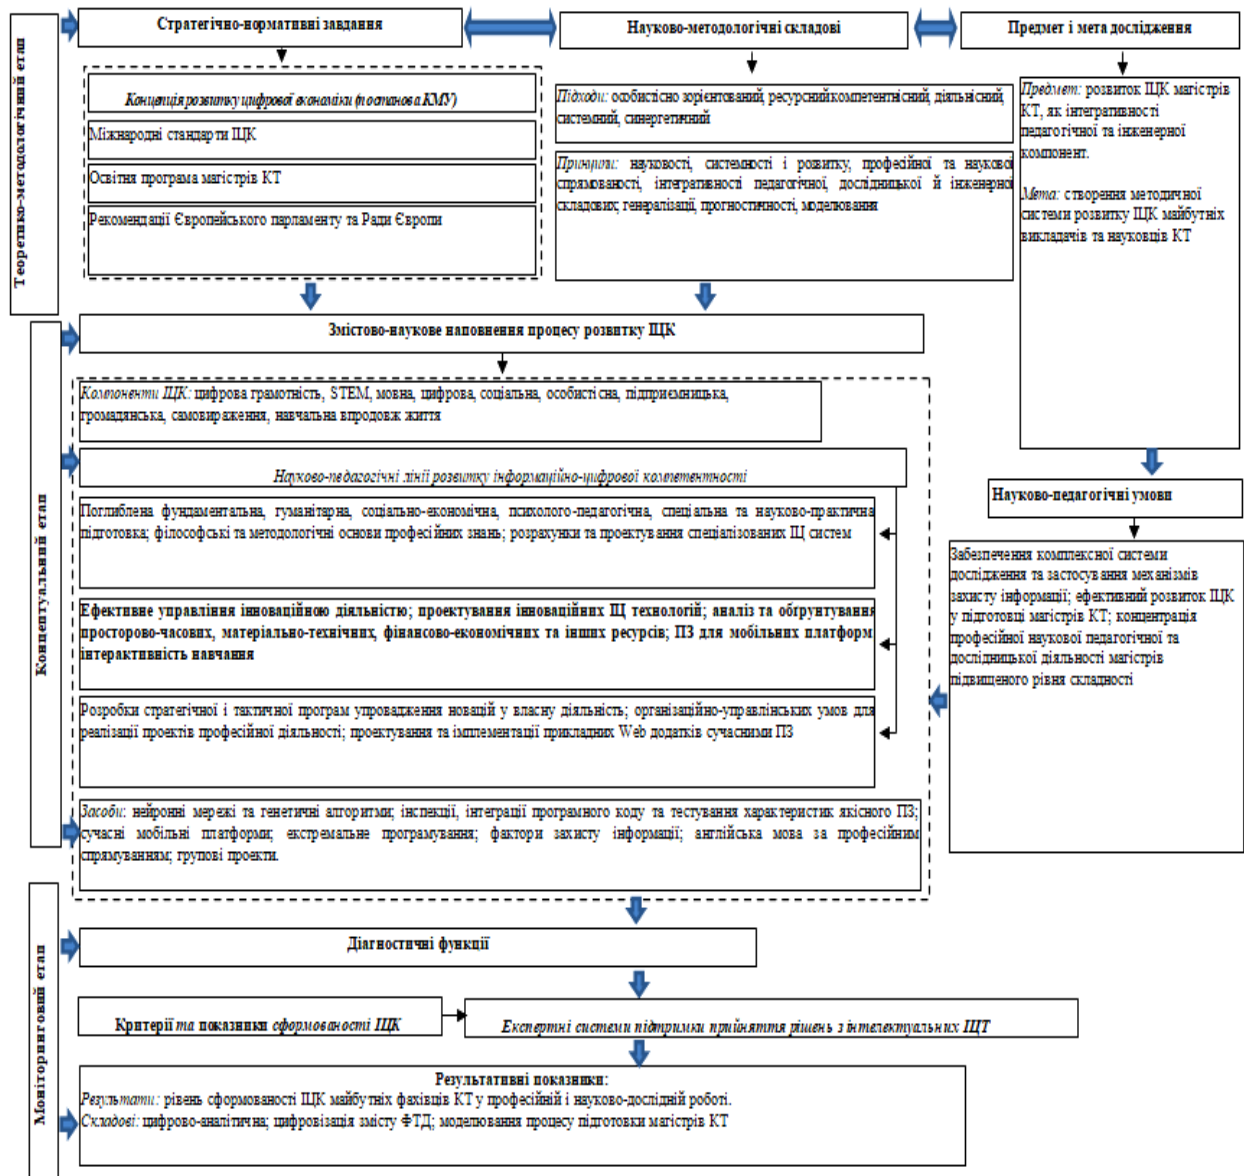 Теоретико-методологічний етап
Стратегічно-нормативні завдання
Науково-методологічні складові
Предмет і мета дослідження
Концепція розвитку цифрової економіки (постанова КМУ)
Міжнародні стандарти ІЦК
Освітня програма магістрів КТ
Рекомендації Європейського парламенту та Ради Європи
Підходи: особистісно зорієнтований, ресурсний компетентнісний, діяльнісний,
системний, синергетичний
Принципи: науковості, системності і розвитку, професійної та наукової
спрямованості, інтегративності педагогічної, дослідницької й інженерної
складових; генералізації, прогностичності, моделювання
Предмет: розвиток ІЦК магістрів
КТ, як інтегративності
педагогічної та інженерної
компонент.
Мета: створення методичної
системи розвитку ІЦК майбутніх
викладачів та науковців КТ
Концептуальний етап
Змістово-наукове наповнення процесу розвитку ІЦК
Компоненти ІЦК: цифрова грамотність, STEM, мовна, цифрова, соціальна, особистісна, підприємницька,
громадянська, самовираження, навчальна впродовж життя
Науково-педагогічні лінії розвитку інформаційно-цифрової компетентності
Поглиблена фундаментальна, гуманітарна, соціально-економічна, психолого-педагогічна, спеціальна та науково-практична
підготовка; філософські та методологічні основи професійних знань; розрахунки та проектування спеціалізованих ІЦ систем
Ефективне управління інноваційною діяльністю; проектування інноваційних ІЦ технологій; аналіз та обґрунтування
просторово-часових, матеріально-технічних, фінансово-економічних та інших ресурсів; ПЗ для мобільних платформ
інтерактивність навчання
Розробки стратегічної і тактичної програм упровадження новацій у власну діяльність; організаційно-управлінських умов для
реалізації проектів професійної діяльності; проектування та імплементації прикладних Web додатків сучасними ПЗ
Засоби: нейронні мережі та генетичні алгоритми; інспекції, інтеграції програмного коду та тестування характеристик якісного ПЗ;
сучасні мобільні платформи; екстремальне програмування; фактори захисту інформації; англійська мова за професійним
спрямуванням; групові проекти.
Науково-педагогічні умови
Забезпечення комплексної системи
дослідження та застосування механізмів
захисту інформації; ефективний розвиток ІЦК
у підготовці магістрів КТ; концентрація
професійної наукової педагогічної та
дослідницької діяльності магістрів
підвищеного рівня складності
Моніторинговий етап
Діагностичні функції
Критерії та показники сформованості ІЦК
Експертні системи підтримки прийняття рішень з інтелектуальних ІЦТ
Результативні показники:
Результати: рівень сформованості ІЦК майбутніх фахівців КТ у професійній і науково-дослідній роботі.
Складові: цифрово-аналітична; цифровізація змісту ФТД; моделювання процесу підготовки магістрів КТ